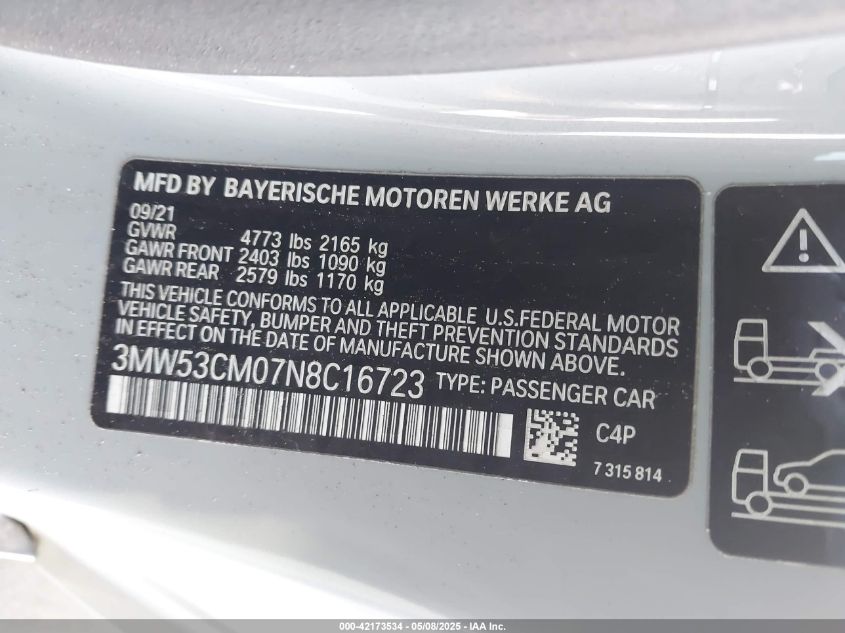 MFD BY BAYERISCHE MOTOREN WERKE AG
09/21
GVWR 4773 lbs 2165 kg
GAWR FRONT 2403 lbs 1090 kg
GAWR REAR 2579 lbs 1170 kg
THIS VEHICLE CONFORMS TO ALL APPLICABLE U.S.FEDERAL MOTOR
VEHICLE SAFETY, BUMPER AND THEFT PREVENTION STANDARDS
IN EFFECT ON THE DATE OF MANUFACTURE SHOWN ABOVE.
3MW53CM07N8C16723 TYPE: PASSENGER CAR
C4P
7 315 814
000-42173534 - 05/08/2025 - IAA Inc.